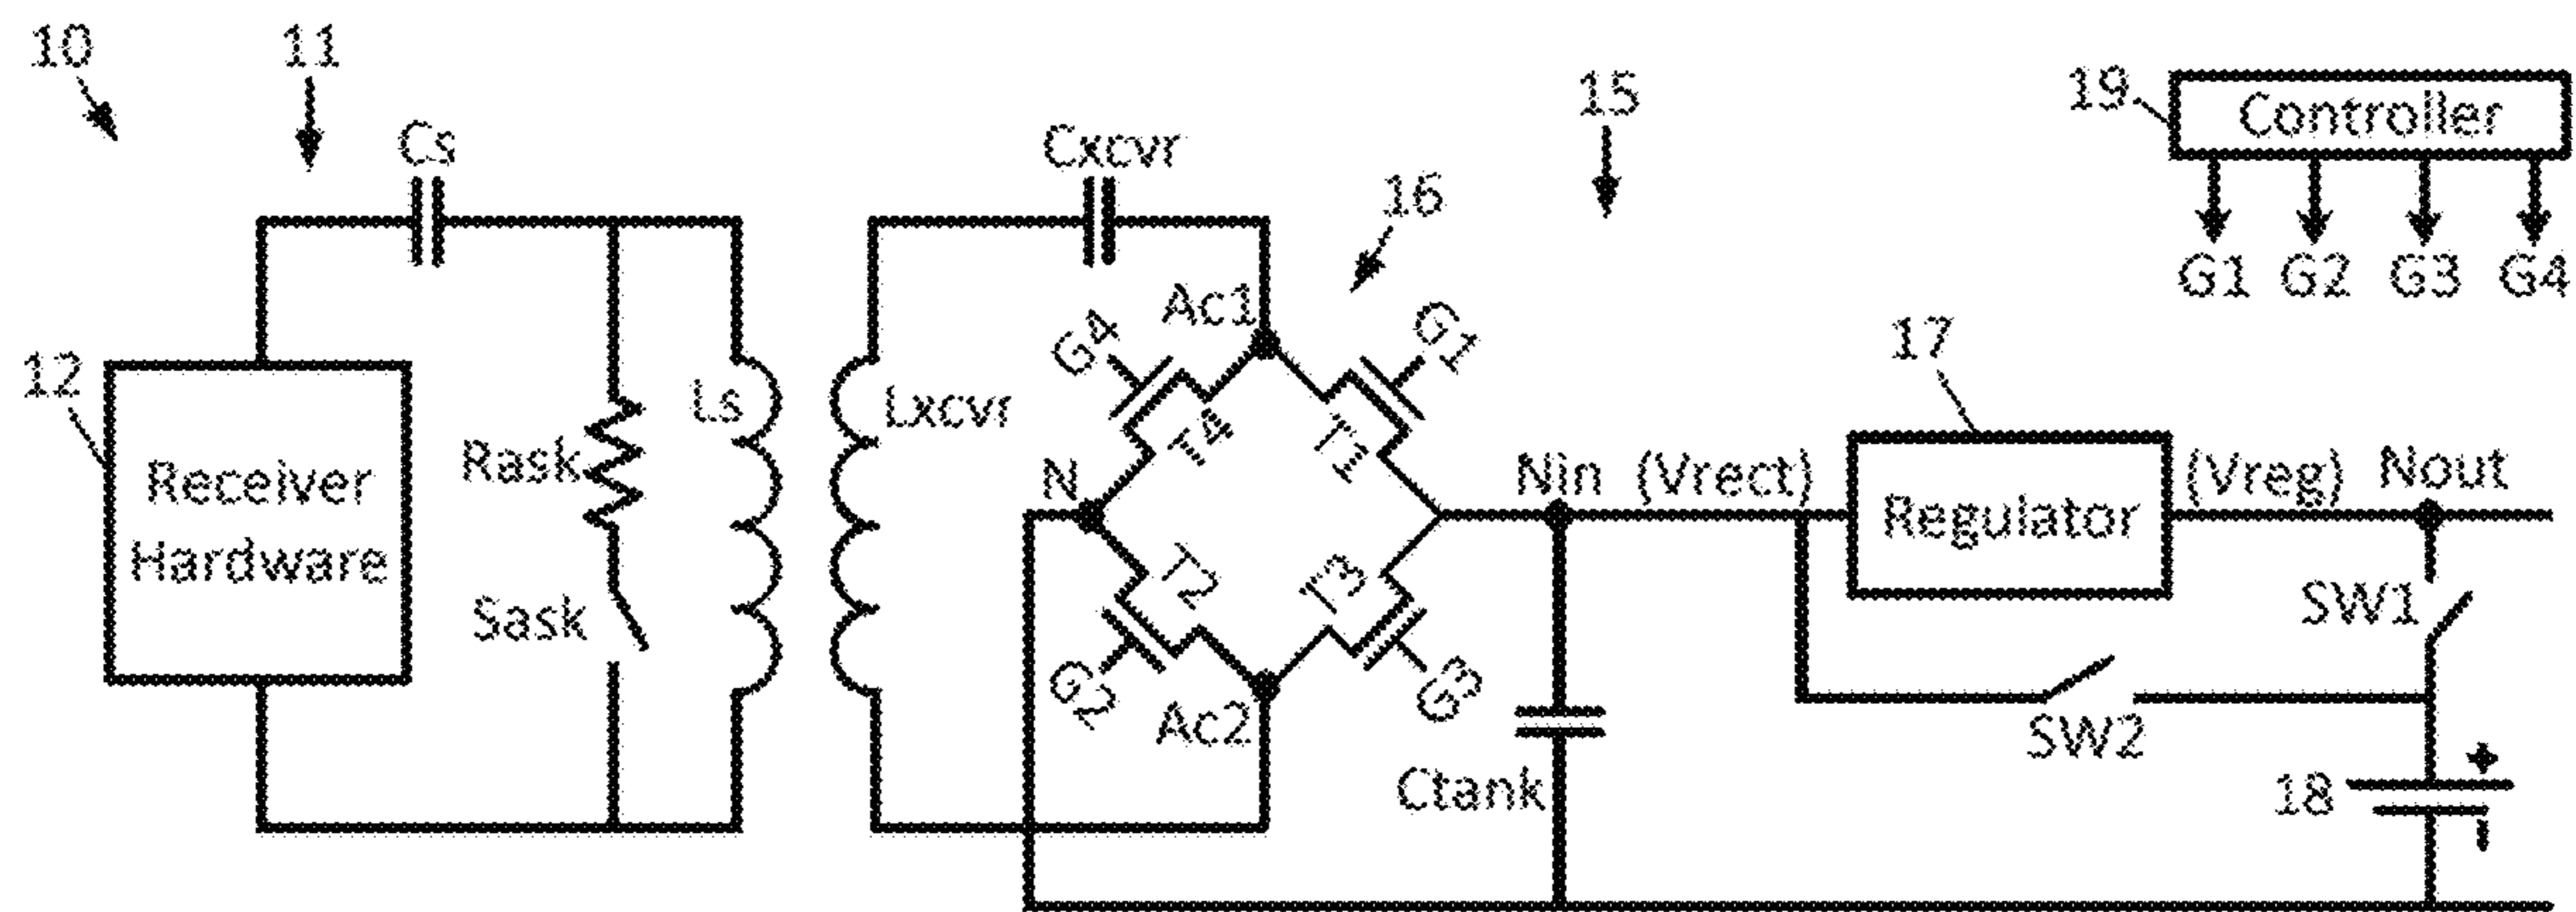 10
11
15
19
Controller
Cs
Cxcvr
16
G1 G2 G3 G4
Ac1
G4
G1
17
12
Ls
Lxcvr
T4
T1
Rask
Receiver
Hardware
N
Nin (Vrect)
Regulator
(Vreg) Nout
Sask
T2
T3
SW1
G2
G3
Ac2
SW2
Ctank
18
+
-